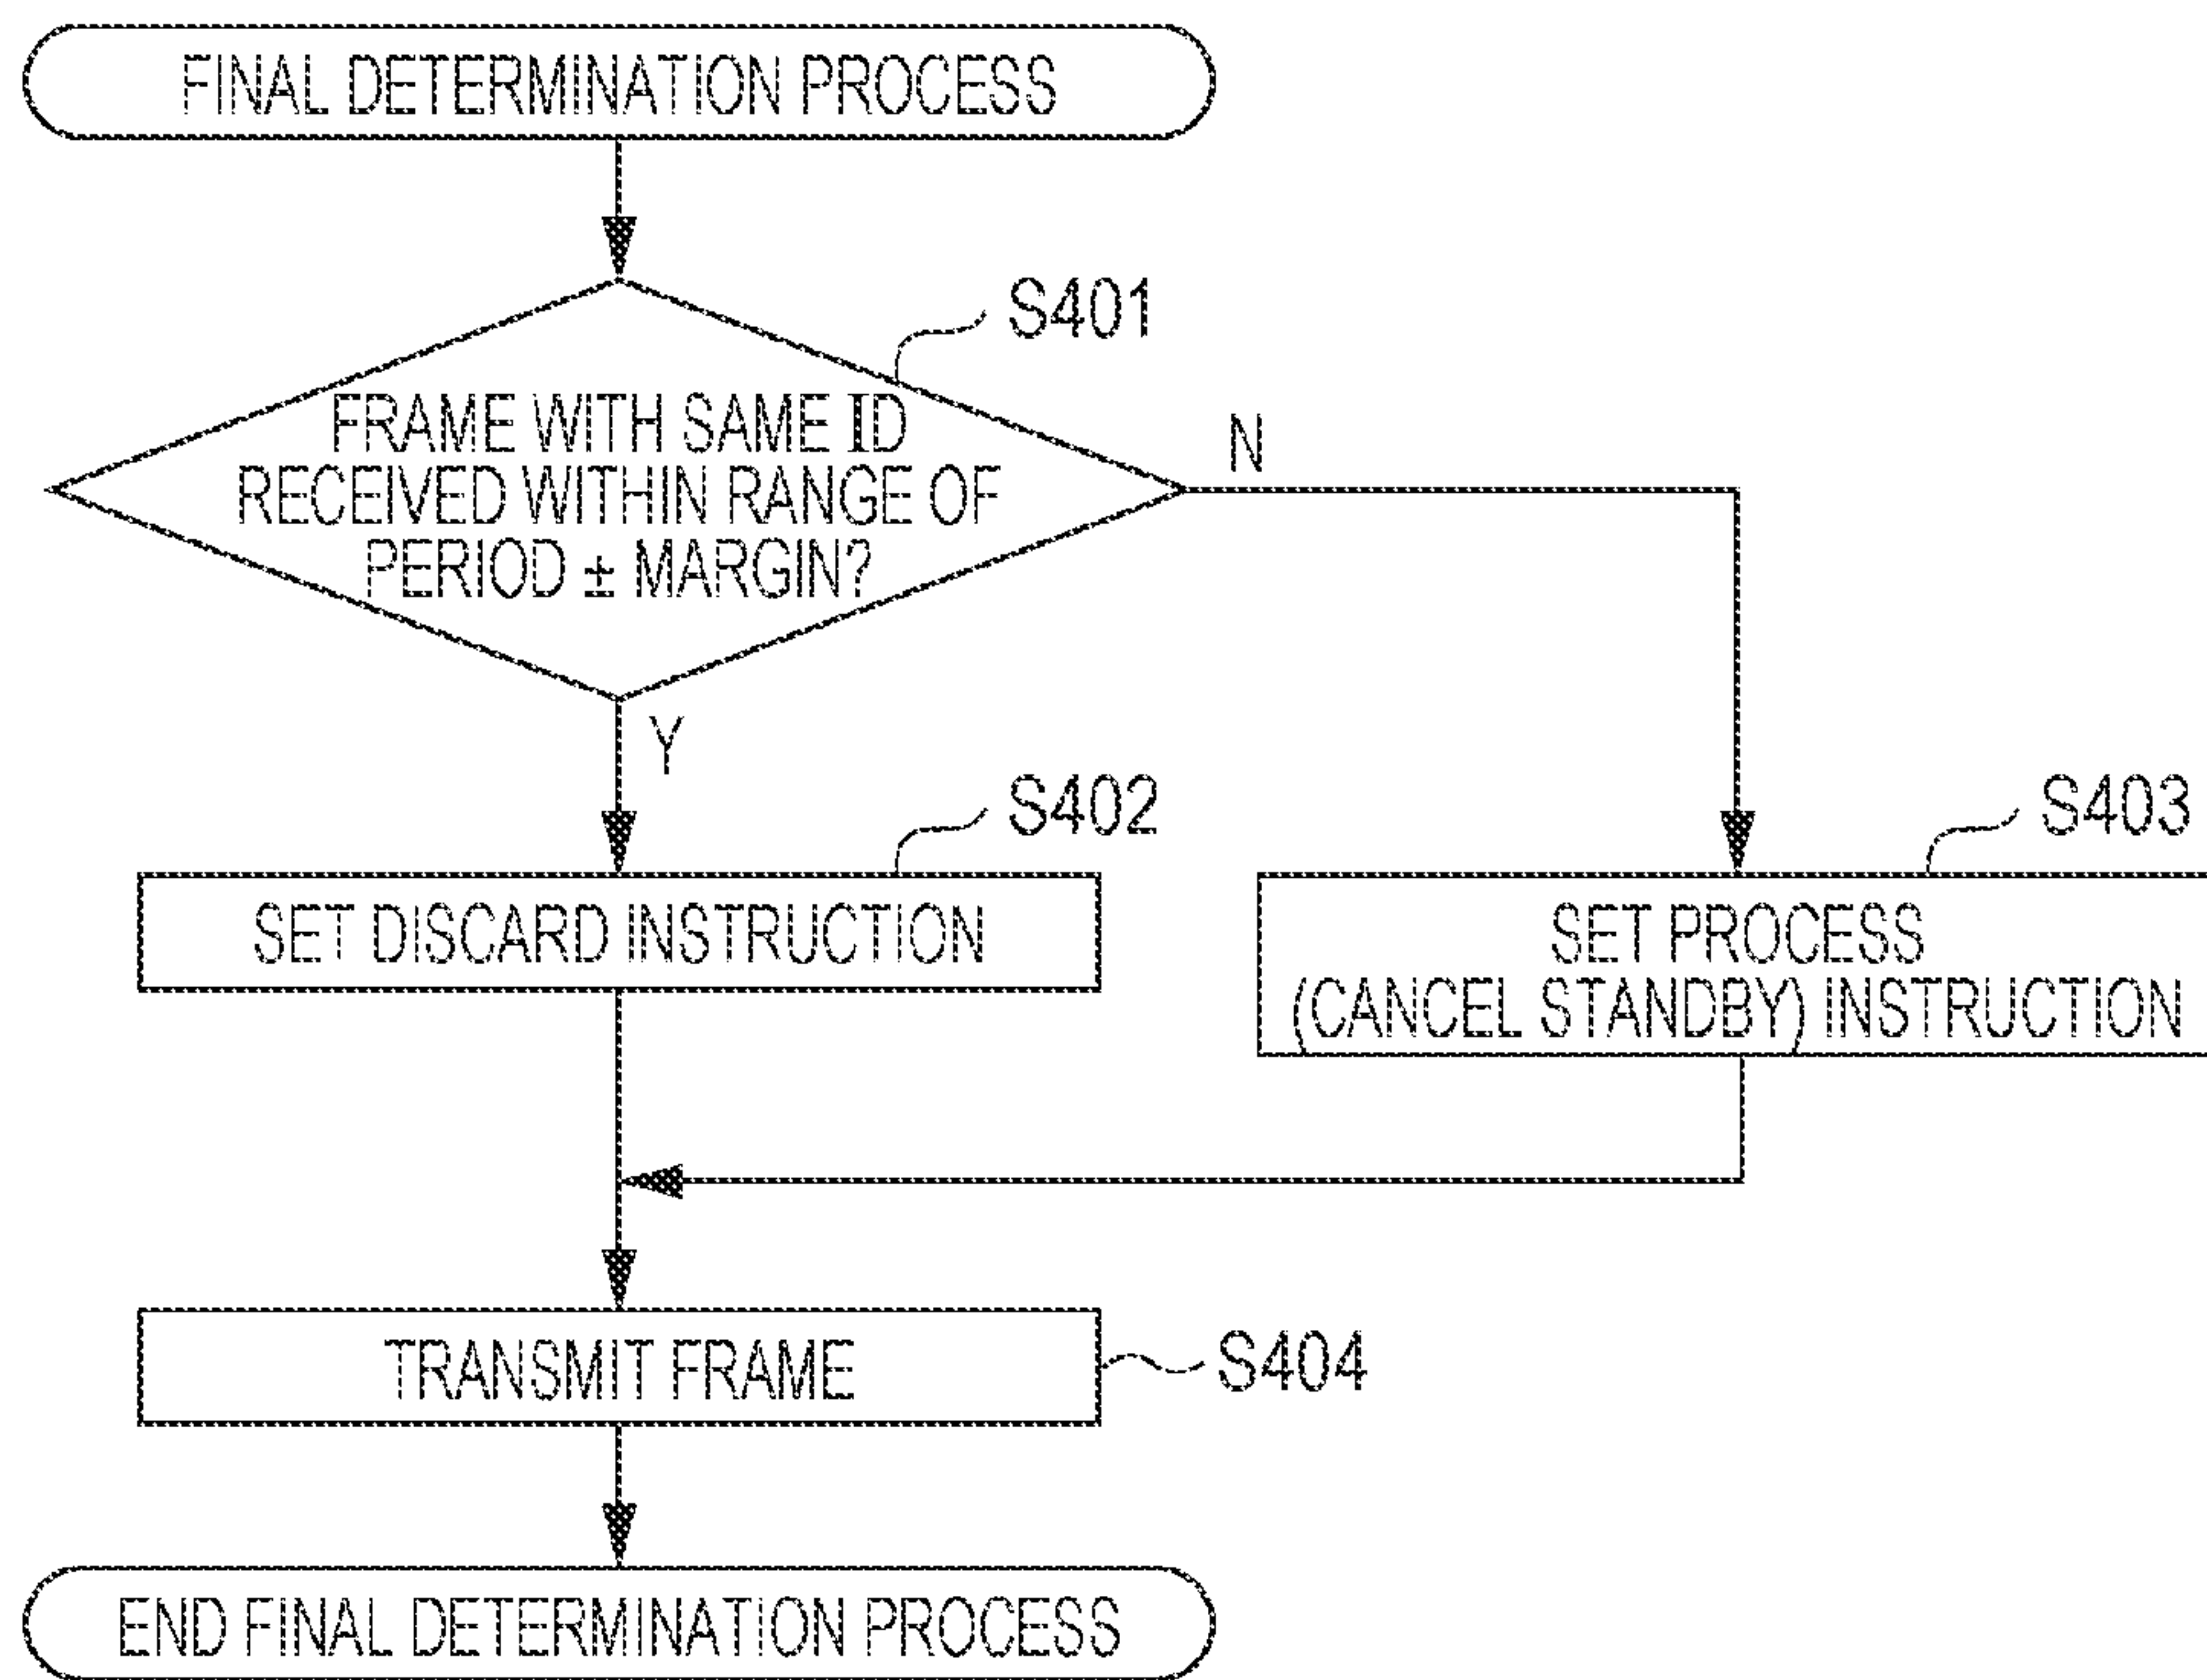 FINAL DETERMINATION PROCESS
S401
FRAME WITH SAME ID
RECEIVED WITHIN RANGE OF
PERIOD ± MARGIN?
N
Y
S402
SET DISCARD INSTRUCTION
S403
SET PROCESS
(CANCEL STANDBY) INSTRUCTION
TRANSMIT FRAME
S404
END FINAL DETERMINATION PROCESS